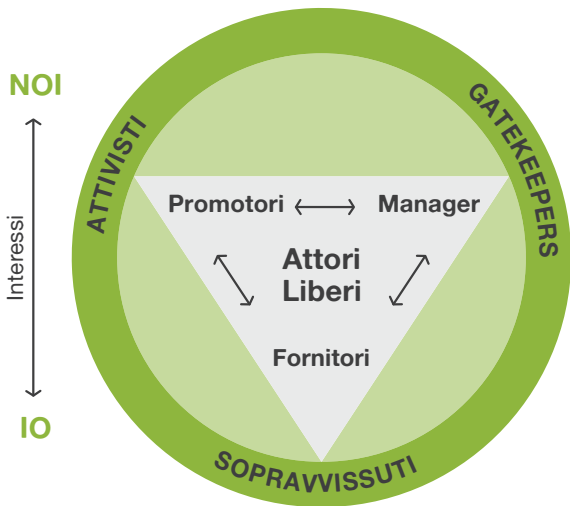 NOI
ATTIVISTI
GATEKEEPERS
Promotori
Manager
Interessi
Attori
Liberi
Fornitori
IO
SOPRAVVISSUTI